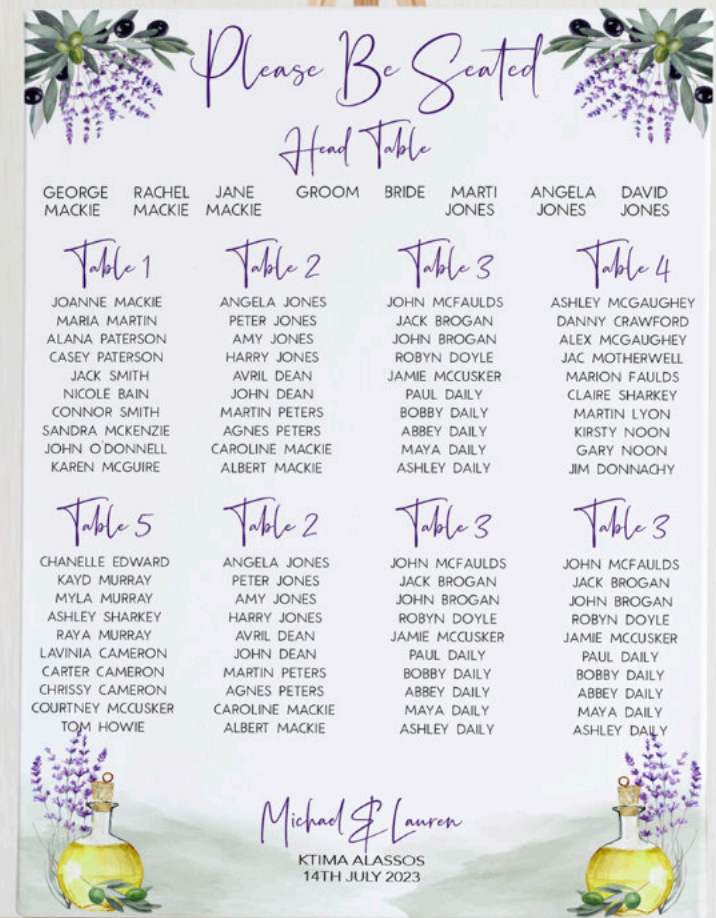 Please Be Seated
Head Table
GEORGE MACKIE
RACHEL MACKIE
JANE MACKIE
GROOM
BRIDE
MARTI JONES
ANGELA JONES
DAVID JONES
Table 1
JOANNE MACKIE
MARIA MARTIN
ALANA PATERSON
CASEY PATERSON
JACK SMITH
NICOLE BAIN
CONNOR SMITH
SANDRA MCKENZIE
JOHN O'DONNELL
KAREN MCGUIRE
Table 2
ANGELA JONES
PETER JONES
AMY JONES
HARRY JONES
AVRIL DEAN
JOHN DEAN
MARTIN PETERS
AGNES PETERS
CAROLINE MACKIE
ALBERT MACKIE
Table 3
JOHN MCFAULDS
JACK BROGAN
JOHN BROGAN
ROBYN DOYLE
JAMIE MCCUSKER
PAUL DAILY
BOBBY DAILY
ABBEY DAILY
MAYA DAILY
ASHLEY DAILY
Table 4
ASHLEY MCGAUGHEY
DANNY CRAWFORD
ALEX MCGAUGHEY
JAC MOTHERWELL
MARION FAULDS
CLAIRE SHARKEY
MARTIN LYON
KIRSTY NOON
GARY NOON
JIM DONNACHY
Table 5
CHANELLE EDWARD
KAYD MURRAY
MYLA MURRAY
ASHLEY SHARKEY
RAYA MURRAY
LAVINIA CAMERON
CARTER CAMERON
CHRISSY CAMERON
COURTNEY MCCUSKER
TOM HOWIE
Table 2
ANGELA JONES
PETER JONES
AMY JONES
HARRY JONES
AVRIL DEAN
JOHN DEAN
MARTIN PETERS
AGNES PETERS
CAROLINE MACKIE
ALBERT MACKIE
Table 3
JOHN MCFAULDS
JACK BROGAN
JOHN BROGAN
ROBYN DOYLE
JAMIE MCCUSKER
PAUL DAILY
BOBBY DAILY
ABBEY DAILY
MAYA DAILY
ASHLEY DAILY
Table 3
JOHN MCFAULDS
JACK BROGAN
JOHN BROGAN
ROBYN DOYLE
JAMIE MCCUSKER
PAUL DAILY
BOBBY DAILY
ABBEY DAILY
MAYA DAILY
ASHLEY DAILY
Michael & Lauren
KTIMA ALASSOS
14TH JULY 2023